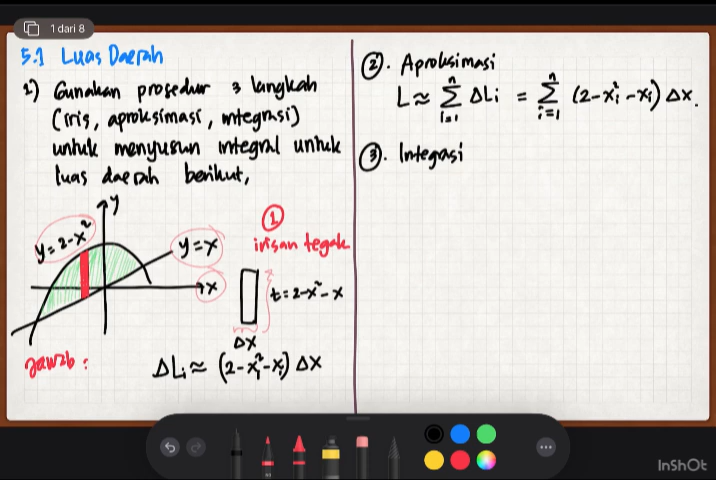 1 dari 8
5.1 Luas Daerah
2) Gunakan prosedur 3 langkah
(iris, aproksimasi, integrasi)
untuk menyusun integral untuk
luas daerah berikut,
y
y = 2-x²
y=x
x
①
irisan tegak
t = 2-x²-x
Δx
Jawab :
ΔLi ≈ (2-xi²-xi) Δx
②. Aproksimasi
L ≈ n∑i=1 ΔLi = n∑i=1 (2-xi²-xi) Δx.
③. Integrasi
InShOt